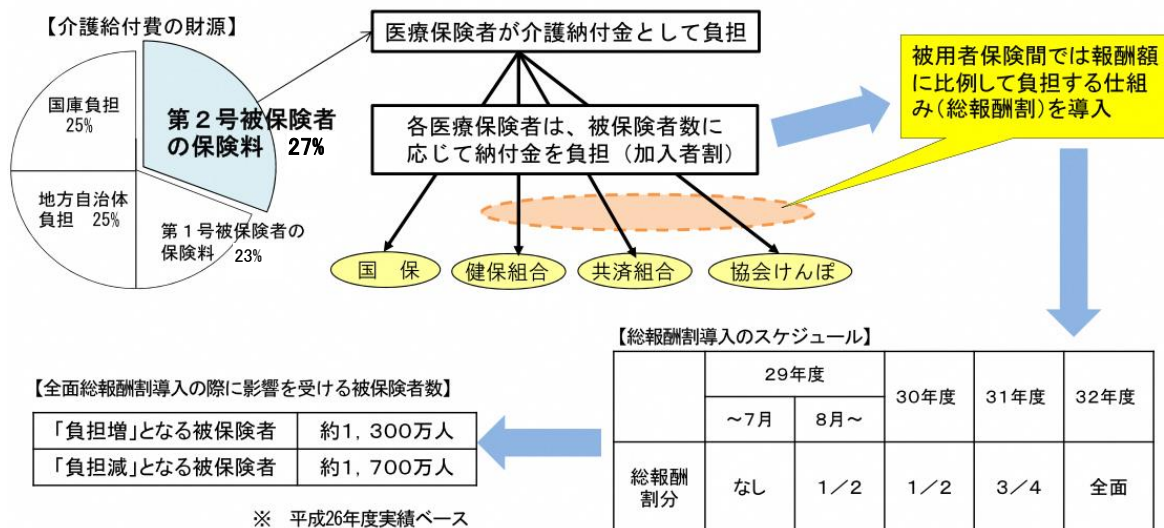 【介護給付費の財源】
国庫負担
25%
第２号被保険者
の保険料 27%
地方自治体
負担 25%
第１号被保険者の
保険料 23%
医療保険者が介護納付金として負担
各医療保険者は、被保険者数に
応じて納付金を負担（加入者割）
被用者保険間では報酬額
に比例して負担する仕組
み（総報酬割）を導入
国 保
健保組合
共済組合
協会けんぽ
【総報酬割導入のスケジュール】
29年度 30年度 31年度 32年度
～7月 8月～
総報酬
割分 なし 1／2 1／2 3／4 全面
【全面総報酬割導入の際に影響を受ける被保険者数】
「負担増」となる被保険者 約1，300万人
「負担減」となる被保険者 約1，700万人
※ 平成26年度実績ベース